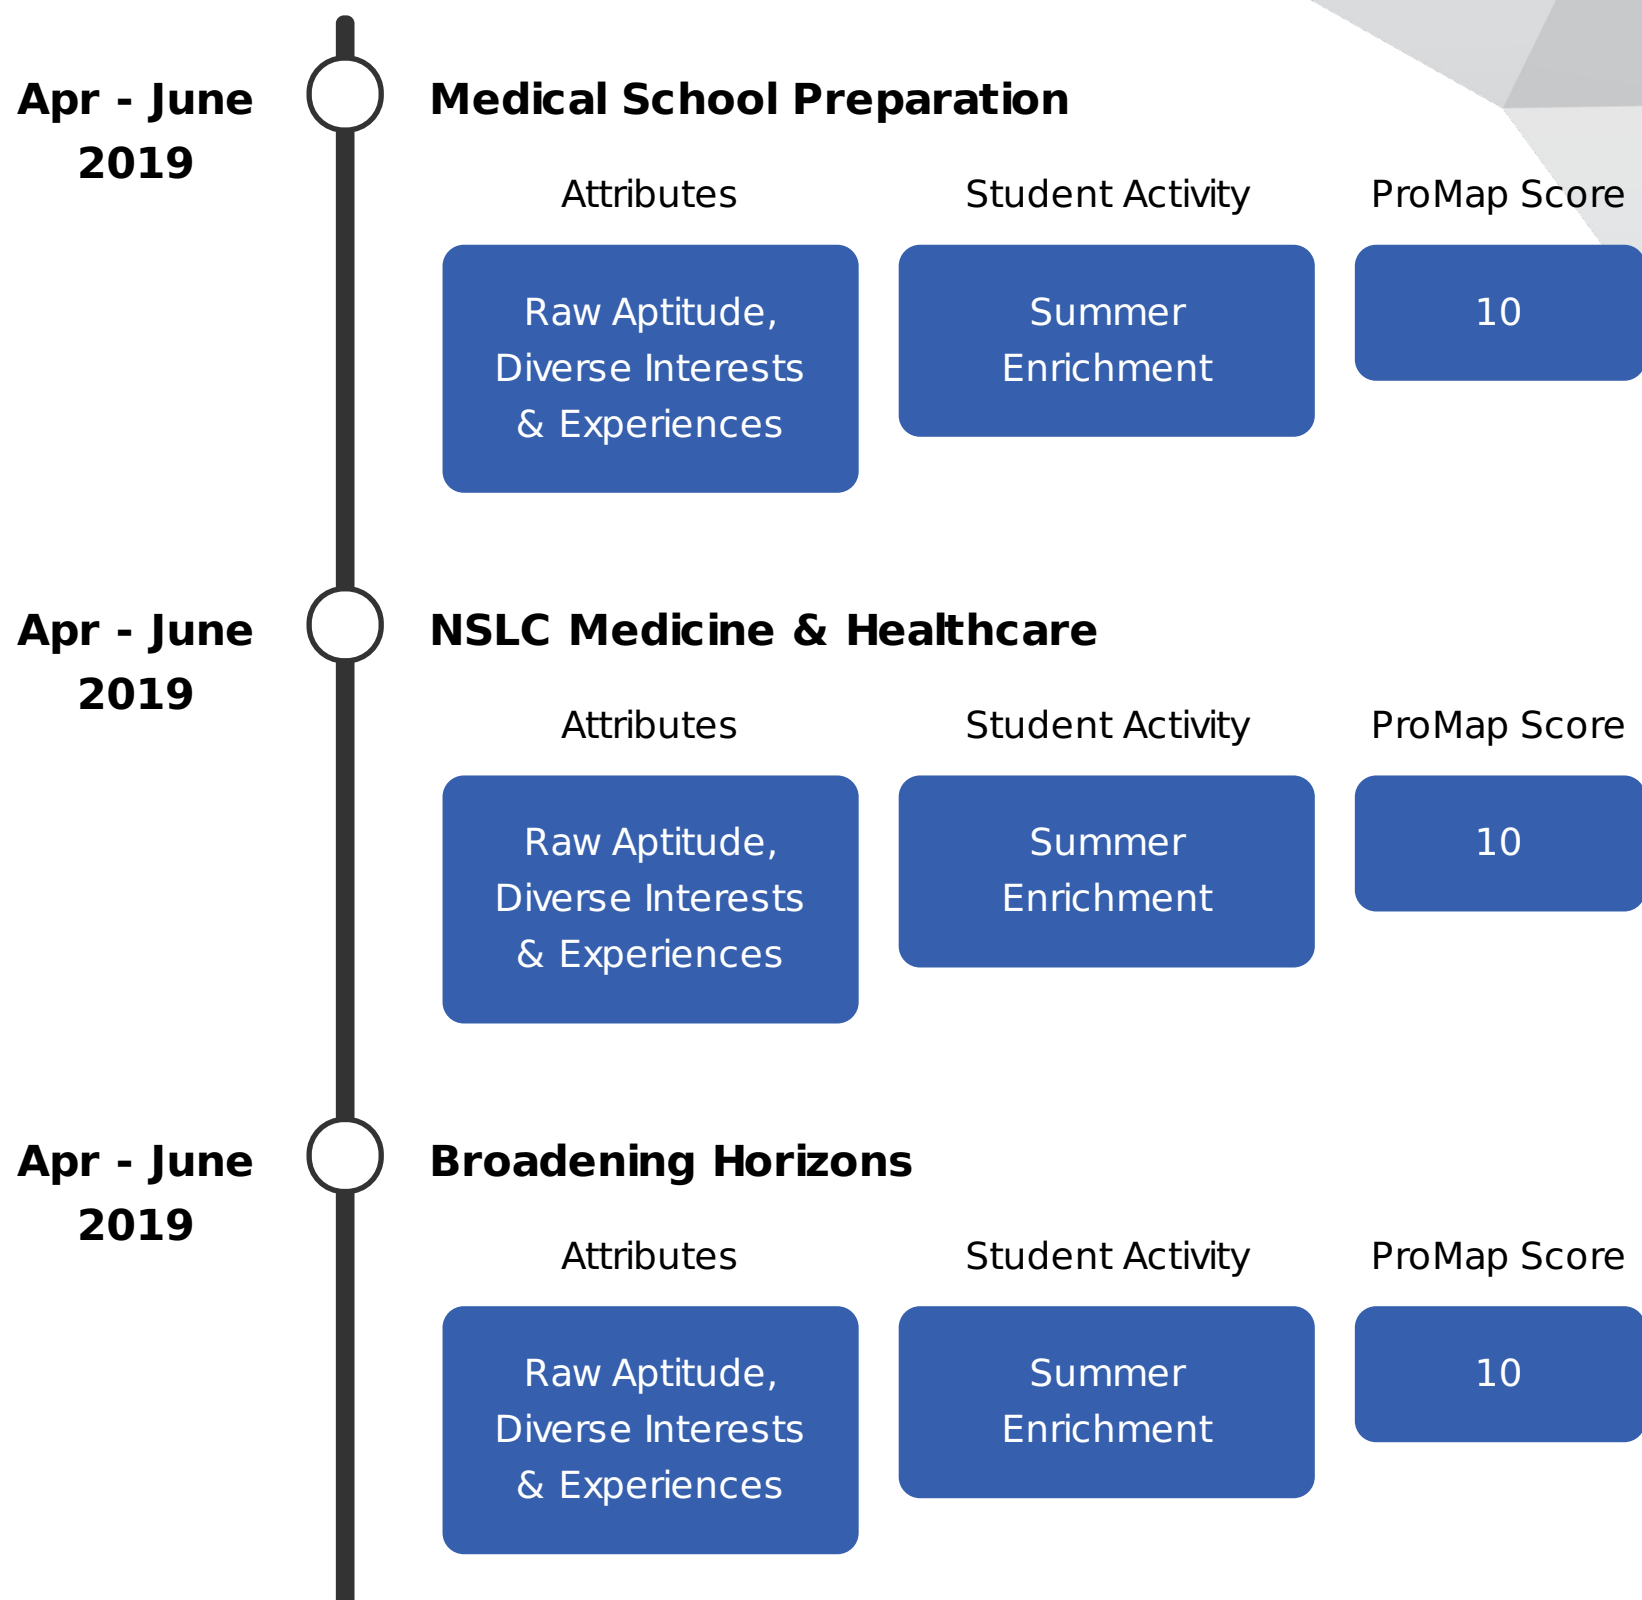 Apr - June
2019
Medical School Preparation
Attributes
Student Activity
ProMap Score
Raw Aptitude,
Diverse Interests
& Experiences
Summer
Enrichment
10
Apr - June
2019
NSLC Medicine & Healthcare
Attributes
Student Activity
ProMap Score
Raw Aptitude,
Diverse Interests
& Experiences
Summer
Enrichment
10
Apr - June
2019
Broadening Horizons
Attributes
Student Activity
ProMap Score
Raw Aptitude,
Diverse Interests
& Experiences
Summer
Enrichment
10